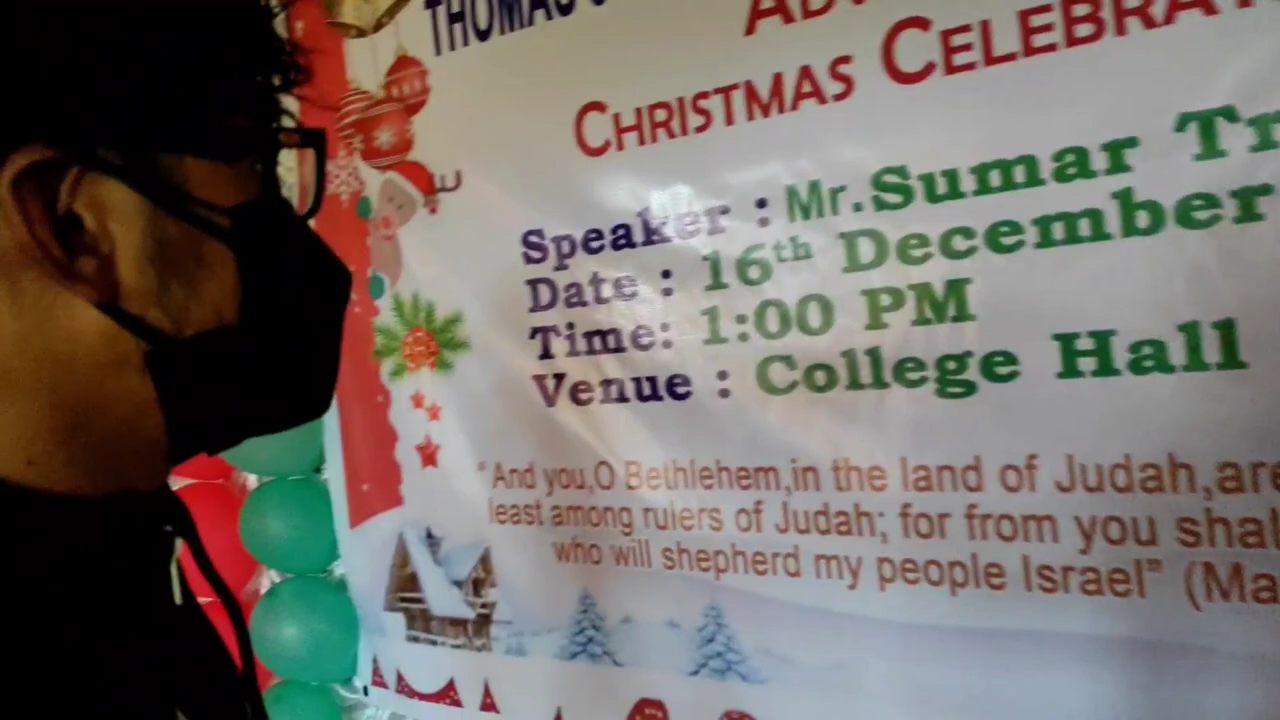 THOMAS
CHRISTMAS
Speaker : Mr.Sumar
Date : 16th December
Time: 1:00 PM
Venue : College Hall
"And you,O Bethlehem,in the land of Judah,are
least among rulers of Judah; for from you
who will shepherd my people Israel"